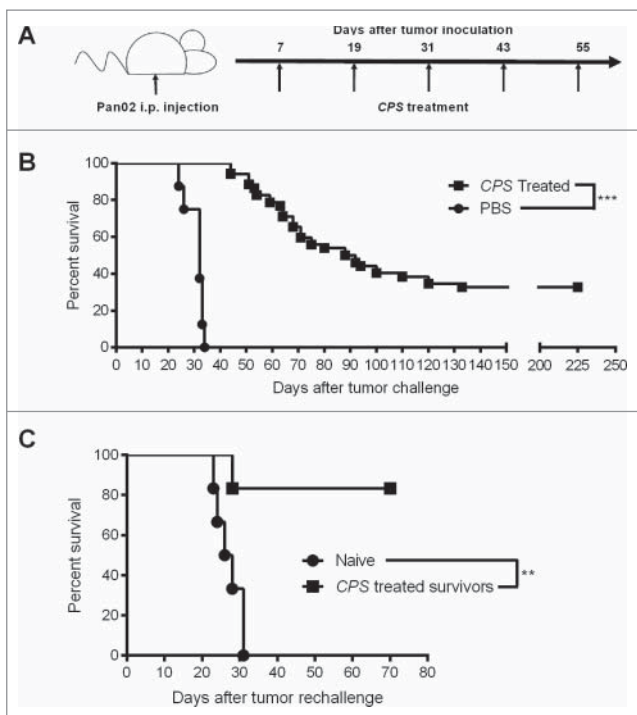 A
Days after tumor inoculation
7 19 31 43 55
Pan02 i.p. injection
CPS treatment
B
Percent survival
100
80
60
40
20
0
CPS Treated
PBS
***
0 10 20 30 40 50 60 70 80 90 100 110 120 130 140 150 200 225 250
Days after tumor challenge
C
Percent survival
100
80
60
40
20
0
Naive
CPS treated survivors
**
0 10 20 30 40 50 60 70 80
Days after tumor rechallenge